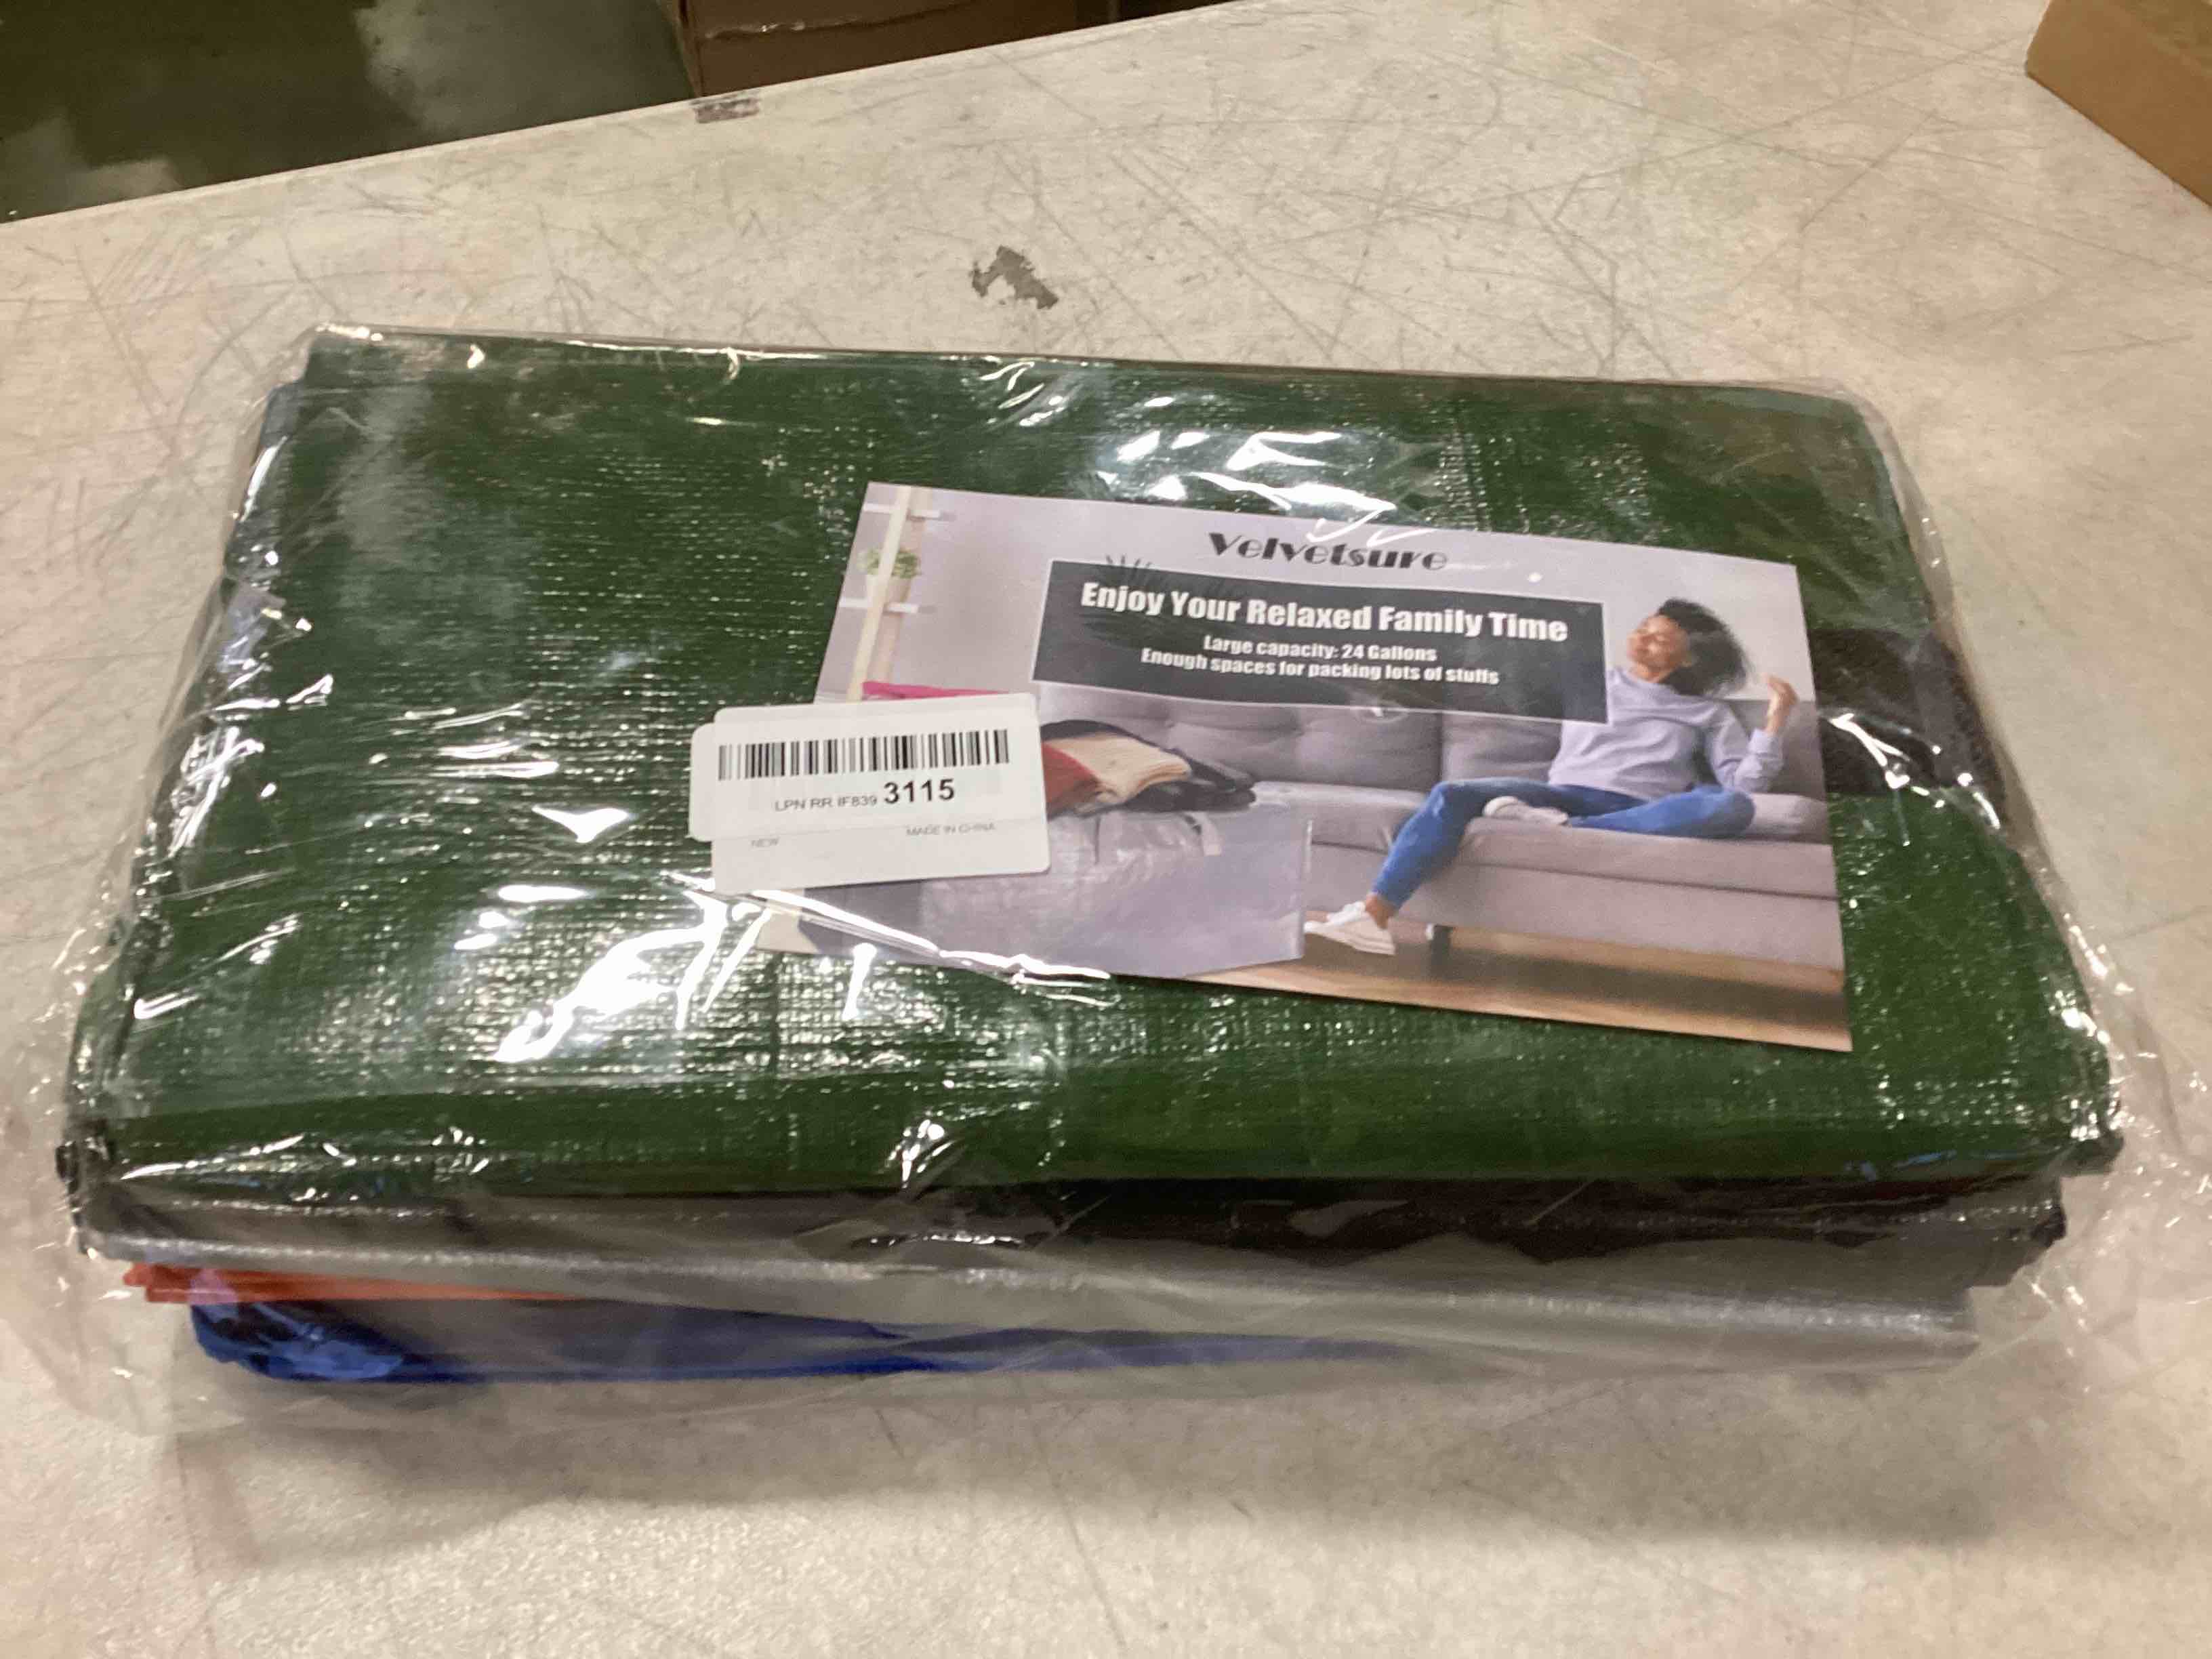 Velvetsure
Enjoy Your Relaxed Family Time
Large capacity: 24 Gallons
Enough spaces for packing lots of stuffs
LPN RR IF839 3115
NEW
MADE IN CHINA